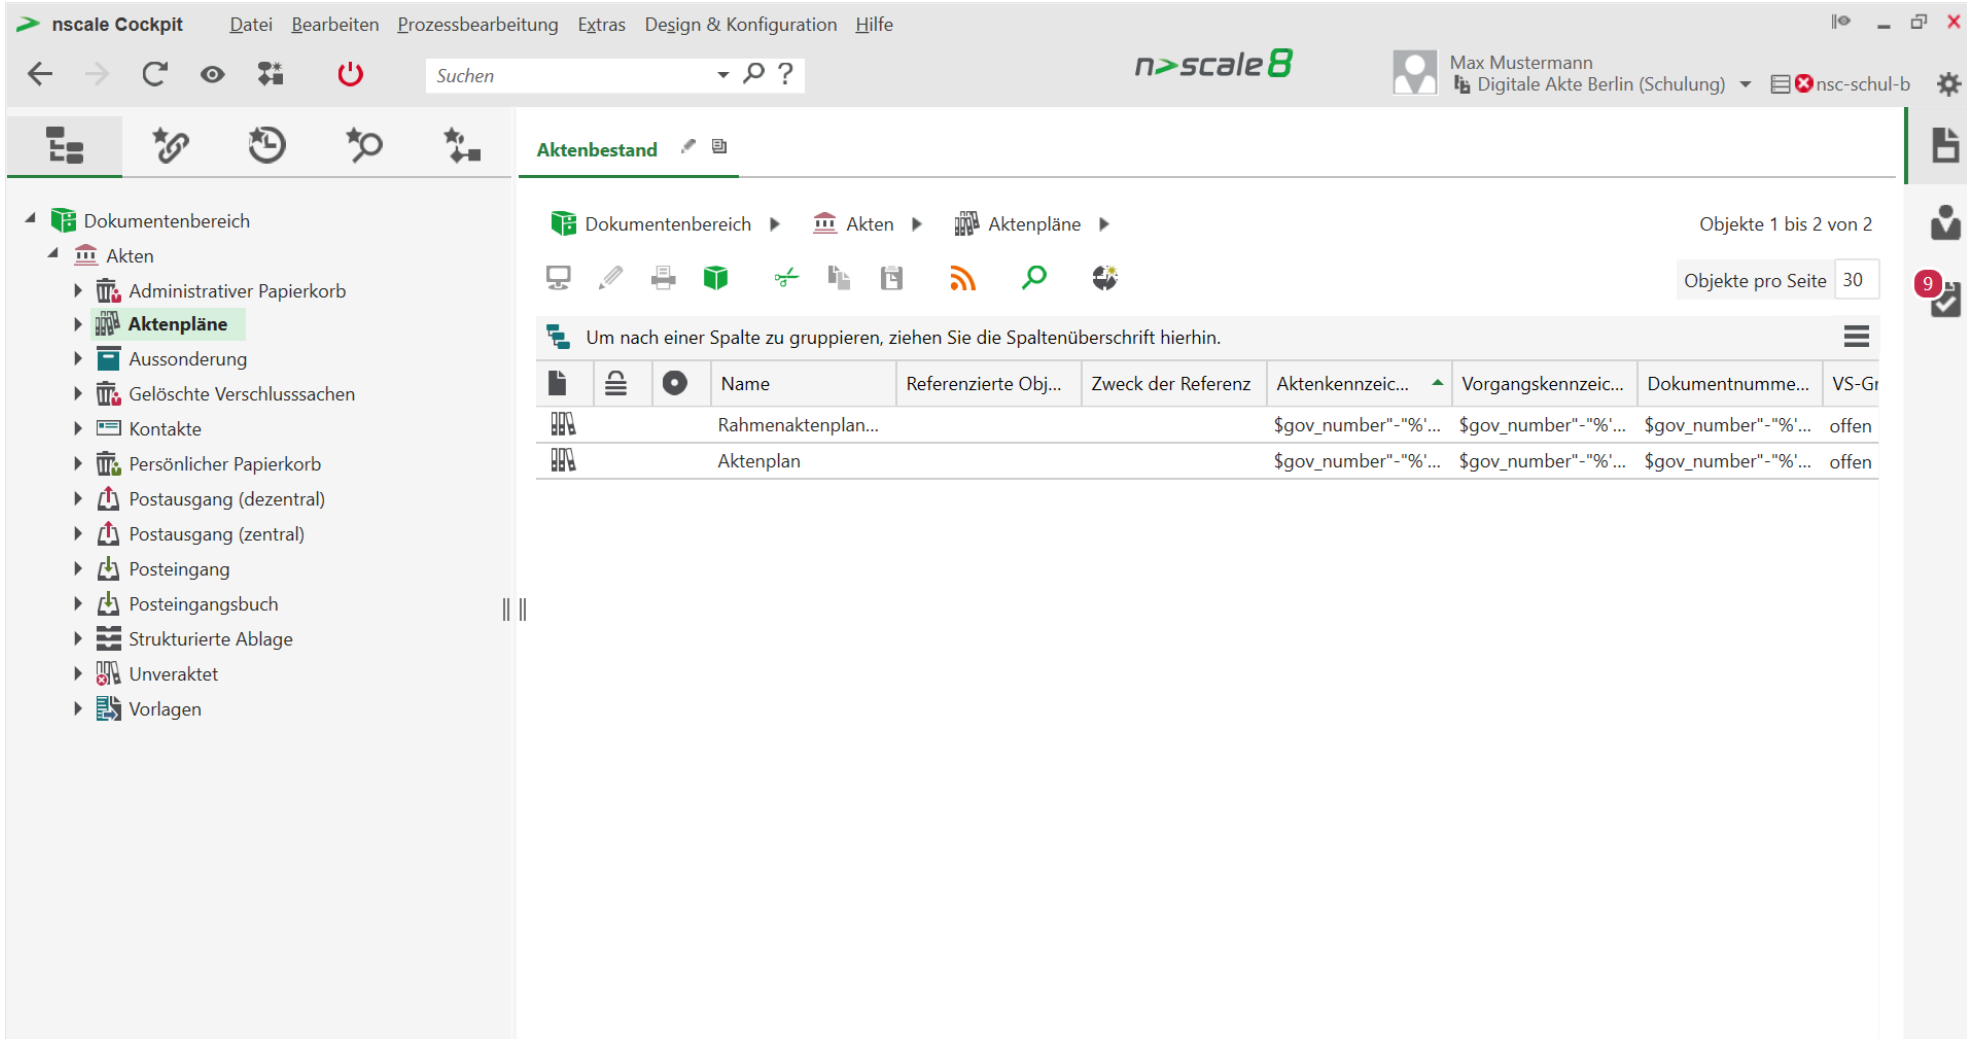 nscale Cockpit Datei Bearbeiten Prozessbearbeitung Extras Design & Konfiguration Hilfe
Suchen ?
n>scale 8
Max Mustermann
Digitale Akte Berlin (Schulung) nsc-schul-b
Aktenbestand
Dokumentenbereich
Akten
Administrativer Papierkorb
Aktenpläne
Aussonderung
Gelöschte Verschlusssachen
Kontakte
Persönlicher Papierkorb
Postausgang (dezentral)
Postausgang (zentral)
Posteingang
Posteingangsbuch
Strukturierte Ablage
Unveraktet
Vorlagen
Dokumentenbereich Akten Aktenpläne Objekte 1 bis 2 von 2
Objekte pro Seite 30
9
Um nach einer Spalte zu gruppieren, ziehen Sie die Spaltenüberschrift hierhin.
Name Referenzierte Obj... Zweck der Referenz Aktenkennzeic... Vorgangskennzeic... Dokumentnumme... VS-Gr
Rahmenaktenplan... $gov_number"-"%'... $gov_number"-"%'... $gov_number"-"%'... offen
Aktenplan $gov_number"-"%'... $gov_number"-"%'... $gov_number"-"%'... offen